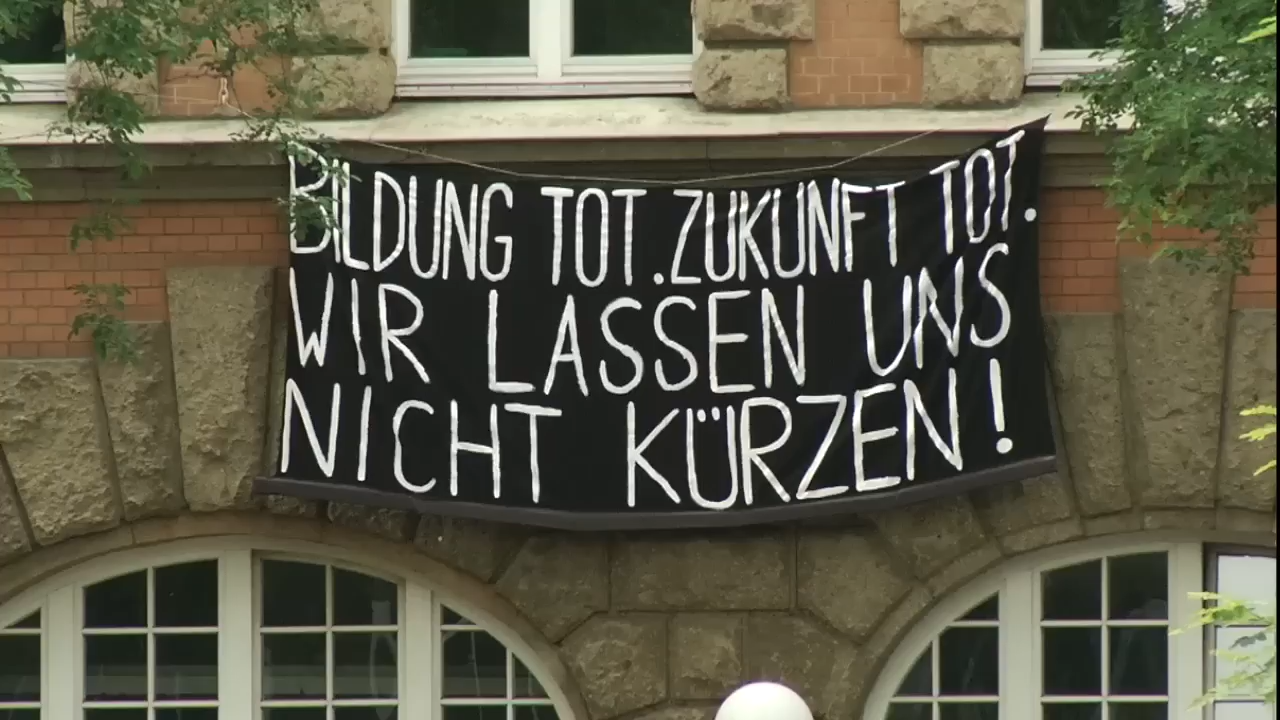 BILDUNG TOT. ZUKUNFT TOT.
WIR LASSEN UNS
NICHT KÜRZEN!